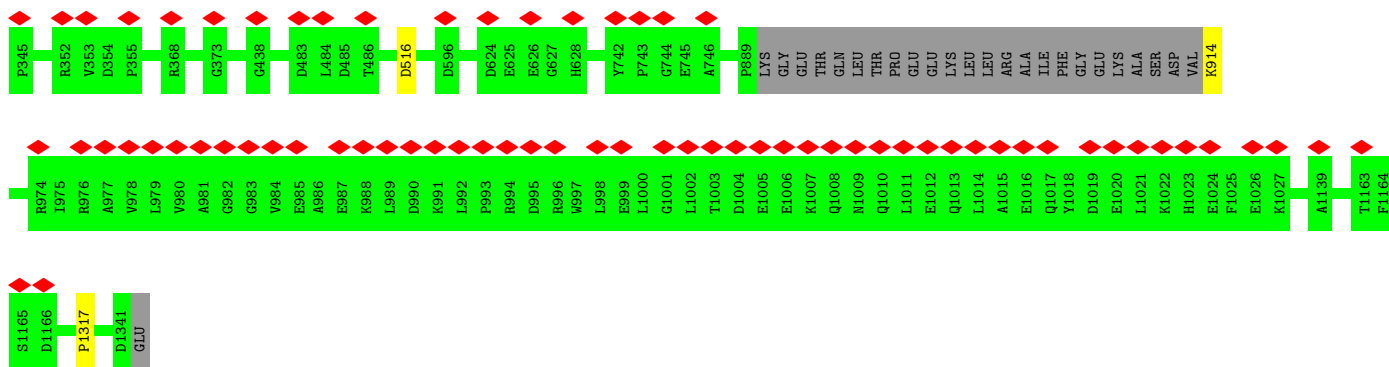 P345 R352 V353 D354 P355 R368 G373 G438 D483 L484 D485 T486 D516 D596 D624 E625 E626 G627 H628 Y742 P743 G744 E745 A746 P889 LYS GLY GLU THR GLN LEU THR PRO GLU GLU LYS LEU LEU ARG ALA ILE PHE GLY GLU LYS ALA SER ASP VAL K914
R974 I975 R976 A977 V978 L979 V980 A981 G982 G983 V984 E985 A986 E987 K988 L989 D990 K991 L992 P993 R994 D995 R996 W997 L998 E999 L1000 G1001 L1002 T1003 D1004 E1005 E1006 K1007 Q1008 N1009 Q1010 L1011 E1012 Q1013 L1014 A1015 E1016 Q1017 Y1018 D1019 E1020 L1021 K1022 H1023 E1024 F1025 E1026 K1027 A1139 T1163 F1164
S1165 D1166 P1317 D1341 GLU